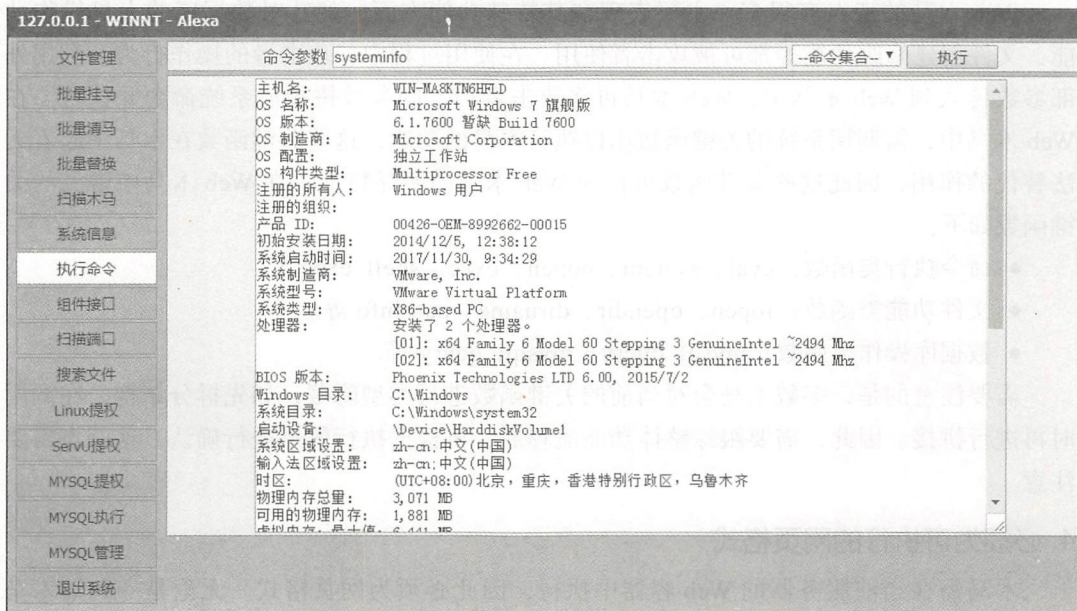 127.0.0.1 - WINNT - Alexa
文件管理
批量挂马
批量清马
批量替换
扫描木马
系统信息
执行命令
组件接口
扫描端口
搜索文件
Linux提权
ServU提权
MYSQL提权
MYSQL执行
MYSQL管理
退出系统
命令参数 systeminfo --命令集合-- 执行
主机名: WIN-MA8KTN6HFLD
OS 名称: Microsoft Windows 7 旗舰版
OS 版本: 6.1.7600 暂缺 Build 7600
OS 制造商: Microsoft Corporation
OS 配置: 独立工作站
OS 构件类型: Multiprocessor Free
注册的所有人: Windows 用户
注册的组织:
产品 ID: 00426-OEM-8992662-00015
初始安装日期: 2014/12/5, 12:38:12
系统启动时间: 2017/11/30, 9:34:29
系统制造商: VMware, Inc.
系统型号: VMware Virtual Platform
系统类型: X86-based PC
处理器: 安装了 2 个处理器。
[01]: x64 Family 6 Model 60 Stepping 3 GenuineIntel ~2494 Mhz
[02]: x64 Family 6 Model 60 Stepping 3 GenuineIntel ~2494 Mhz
BIOS 版本: Phoenix Technologies LTD 6.00, 2015/7/2
Windows 目录: C:\Windows
系统目录: C:\Windows\system32
启动设备: \Device\HarddiskVolume1
系统区域设置: zh-cn;中文(中国)
输入法区域设置: zh-cn;中文(中国)
时区: (UTC+08:00)北京，重庆，香港特别行政区，乌鲁木齐
物理内存总量: 3,071 MB
可用的物理内存: 1,881 MB
虚拟内存: 最大值: 6,141 MB